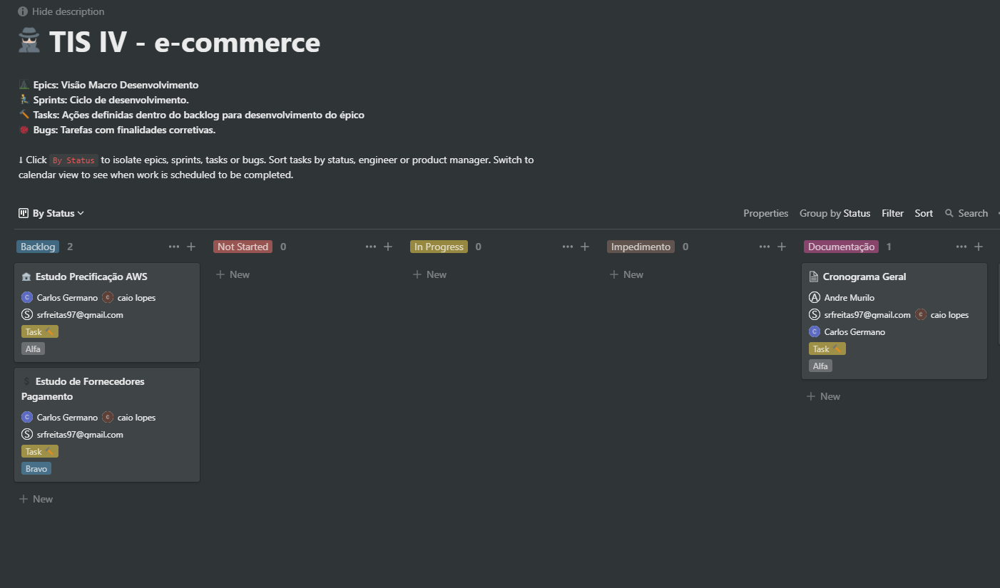 Hide description
TIS IV - e-commerce
Epics: Visão Macro Desenvolvimento
Sprints: Ciclo de desenvolvimento.
Tasks: Ações definidas dentro do backlog para desenvolvimento do épico
Bugs: Tarefas com finalidades corretivas.
↓ Click By Status to isolate epics, sprints, tasks or bugs. Sort tasks by status, engineer or product manager. Switch to
calendar view to see when work is scheduled to be completed.
By Status
Properties Group by Status Filter Sort Search
Backlog 2
Estudo Precificação AWS
C Carlos Germano c caio lopes
S srfreitas97@gmail.com
Task
Alfa
$ Estudo de Fornecedores
Pagamento
C Carlos Germano c caio lopes
S srfreitas97@gmail.com
Task
Bravo
+ New
Not Started 0
+ New
In Progress 0
+ New
Impedimento 0
+ New
Documentação 1
Cronograma Geral
A Andre Murilo
S srfreitas97@gmail.com c caio lopes
C Carlos Germano
Task
Alfa
+ New